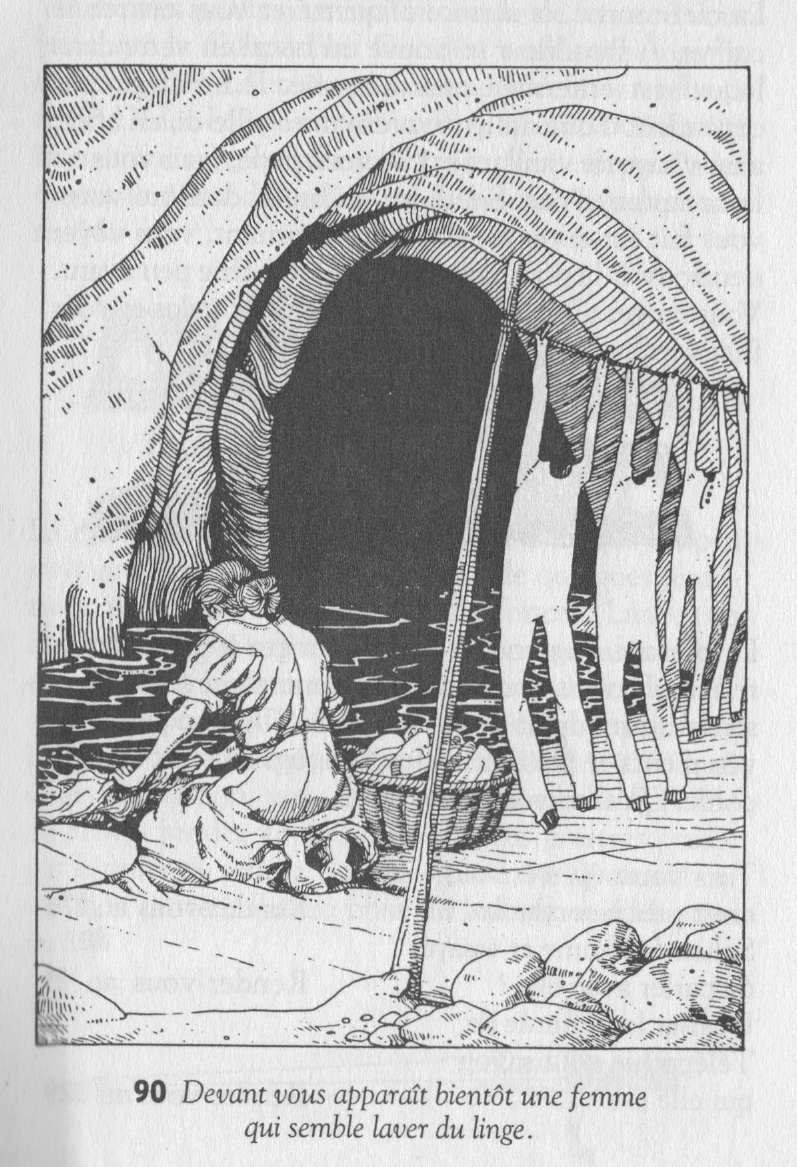 90 Devant vous apparaît bientôt une femme
qui semble laver du linge.